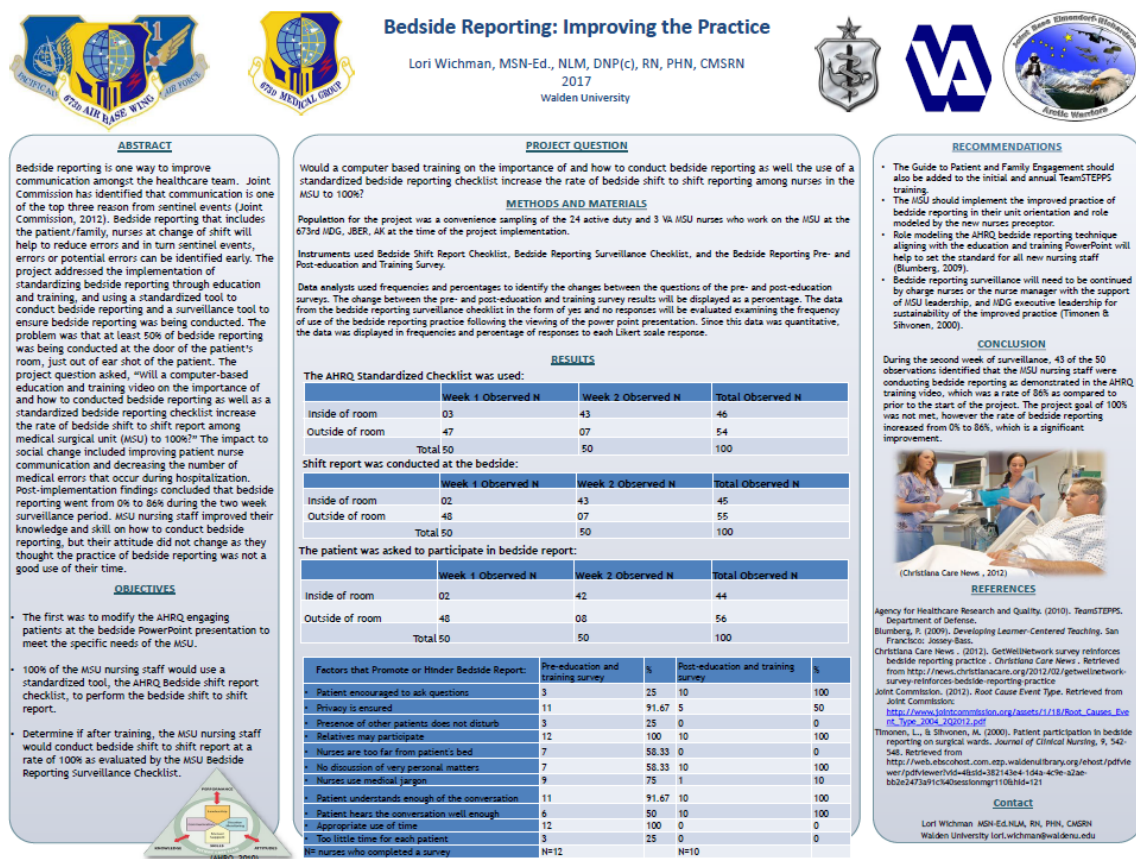 Bedside Reporting: Improving the Practice
Lori Wichman, MSN-Ed., NLM, DNP(c), RN, PHN, CMSRN
2017
Walden University
PACIFIC AIR FORCE
673D AIR BASE WING
673D MEDICAL GROUP
VA
Joint Base Elmendorf-Richardson
Arctic Warriors
ABSTRACT
Bedside reporting is one way to improve
communication amongst the healthcare team. Joint
Commission has identified that communication is one
of the top three reason from sentinel events (Joint
Commission, 2012). Bedside reporting that includes
the patient/family, nurses at change of shift will
help to reduce errors and in turn sentinel events,
errors or potential errors can be identified early. The
project addressed the implementation of
standardizing bedside reporting through education
and training, and using a standardized tool to
conduct bedside reporting and a surveillance tool to
ensure bedside reporting was being conducted. The
problem was that at least 50% of bedside reporting
was being conducted at the door of the patient's
room, just out of ear shot of the patient. The
project question asked, "Will a computer-based
education and training video on the importance of
and how to conducted bedside reporting as well as a
standardized bedside reporting checklist increase
the rate of bedside shift to shift report among
medical surgical unit (MSU) to 100%?" The impact to
social change included improving patient nurse
communication and decreasing the number of
medical errors that occur during hospitalization.
Post-implementation findings concluded that bedside
reporting went from 0% to 86% during the two week
surveillance period. MSU nursing staff improved their
knowledge and skill on how to conduct bedside
reporting, but their attitude did not change as they
thought the practice of bedside reporting was not a
good use of their time.
OBJECTIVES
• The first was to modify the AHRQ engaging
patients at the bedside PowerPoint presentation to
meet the specific needs of the MSU.
• 100% of the MSU nursing staff would use a
standardized tool, the AHRQ Bedside shift report
checklist, to perform the bedside shift to shift
report.
• Determine if after training, the MSU nursing staff
would conduct bedside shift to shift report at a
rate of 100% as evaluated by the MSU Bedside
Reporting Surveillance Checklist.
PERFORMANCE
KNOWLEDGE SKILLS ATTITUDES
(AHRQ, 2010)
PROJECT QUESTION
Would a computer based training on the importance of and how to conduct bedside reporting as well the use of a
standardized bedside reporting checklist increase the rate of bedside shift to shift reporting among nurses in the
MSU to 100%?
METHODS AND MATERIALS
Population for the project was a convenience sampling of the 24 active duty and 3 VA MSU nurses who work on the MSU at the
673rd MDG, JBER, AK at the time of the project implementation.
Instruments used Bedside Shift Report Checklist, Bedside Reporting Surveillance Checklist, and the Bedside Reporting Pre- and
Post-education and Training Survey.
Data analysts used frequencies and percentages to identify the changes between the questions of the pre- and post-education
surveys. The change between the pre- and post-education and training survey results will be displayed as a percentage. The data
from the bedside reporting surveillance checklist in the form of yes and no responses will be evaluated examining the frequency
of use of the bedside reporting practice following the viewing of the power point presentation. Since this data was quantitative,
the data was displayed in frequencies and percentage of responses to each Likert scale response.
RESULTS
The AHRQ Standardized Checklist was used:
Week 1 Observed N Week 2 Observed N Total Observed N
Inside of room 03 43 46
Outside of room 47 07 54
Total 50 50 100
Shift report was conducted at the bedside:
Week 1 Observed N Week 2 Observed N Total Observed N
Inside of room 02 43 45
Outside of room 48 07 55
Total 50 50 100
The patient was asked to participate in bedside report:
Week 1 Observed N Week 2 Observed N Total Observed N
Inside of room 02 42 44
Outside of room 48 08 56
Total 50 50 100
Factors that Promote or Hinder Bedside Report: Pre-education and training survey % Post-education and training survey %
• Patient encouraged to ask questions 3 25 10 100
• Privacy is ensured 11 91.67 5 50
• Presence of other patients does not disturb 3 25 0 0
• Relatives may participate 12 100 10 100
• Nurses are too far from patient's bed 7 58.33 0 0
• No discussion of very personal matters 7 58.33 10 100
• Nurses use medical jargon 9 75 1 10
• Patient understands enough of the conversation 11 91.67 10 100
• Patient hears the conversation well enough 6 50 10 100
• Appropriate use of time 12 100 0 0
• Too little time for each patient 3 25 0 0
N= nurses who completed a survey N=12 N=10
RECOMMENDATIONS
• The Guide to Patient and Family Engagement should
also be added to the initial and annual TeamSTEPPS
training.
• The MSU should implement the improved practice of
bedside reporting in their unit orientation and role
modeled by the new nurses preceptor.
• Role modeling the AHRQ bedside reporting technique
aligning with the education and training PowerPoint will
help to set the standard for all new nursing staff
(Blumberg, 2009).
• Bedside reporting surveillance will need to be continued
by charge nurses or the nurse manager with the support
of MSU leadership, and MDG executive leadership for
sustainability of the improved practice (Timonen &
Sihvonen, 2000).
CONCLUSION
During the second week of surveillance, 43 of the 50
observations identified that the MSU nursing staff were
conducting bedside reporting as demonstrated in the AHRQ
training video, which was a rate of 86% as compared to
prior to the start of the project. The project goal of 100%
was not met, however the rate of bedside reporting
increased from 0% to 86%, which is a significant
improvement.
(Christiana Care News , 2012)
REFERENCES
Agency for Healthcare Research and Quality. (2010). TeamSTEPPS.
Department of Defense.
Blumberg, P. (2009). Developing Learner-Centered Teaching. San
Francisco: Jossey-Bass.
Christiana Care News . (2012). GetWellNetwork survey reinforces
bedside reporting practice . Christiana Care News . Retrieved
from http://news.christianacare.org/2012/02/getwellnetwork-
survey-reinforces-bedside-reporting-practice
Joint Commission. (2012). Root Cause Event Type. Retrieved from
Joint Commission:
http://www.jointcommission.org/assets/1/18/Root_Causes_Eve
nt_Type_2004_2Q2012.pdf
Timonen, L., & Sihvonen, M. (2000). Patient participation in bedside
reporting on surgical wards. Journal of Clinical Nursing, 9, 542-
548. Retrieved from
http://web.ebscohost.com.ezp.waldenulibrary.org/ehost/pdfvie
wer/pdfviewer?vid=4&sid=382143e4-1d4a-4c9e-a2ae-
bb2e2473a91c%40sessionmgr110&hid=121
Contact
Lori Wichman MS-Ed.NLM, RN, PHN, CMSRN
Walden University lori.wichman@waldenu.edu